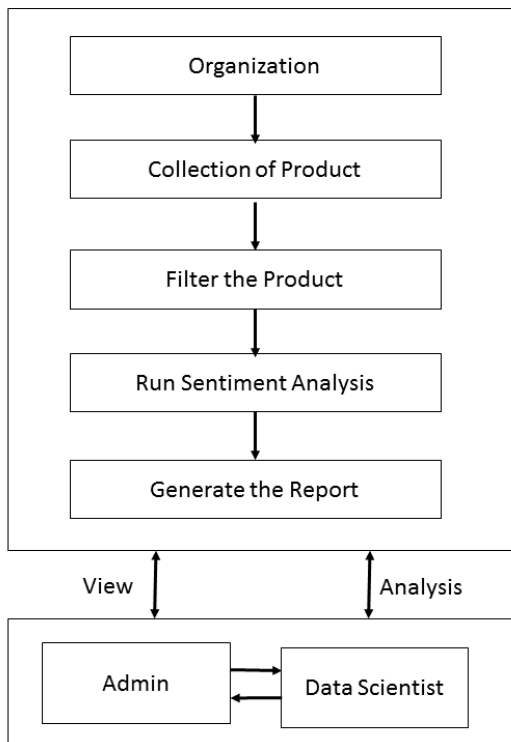 Organization
Collection of Product
Filter the Product
Run Sentiment Analysis
Generate the Report
View
Analysis
Admin
Data Scientist